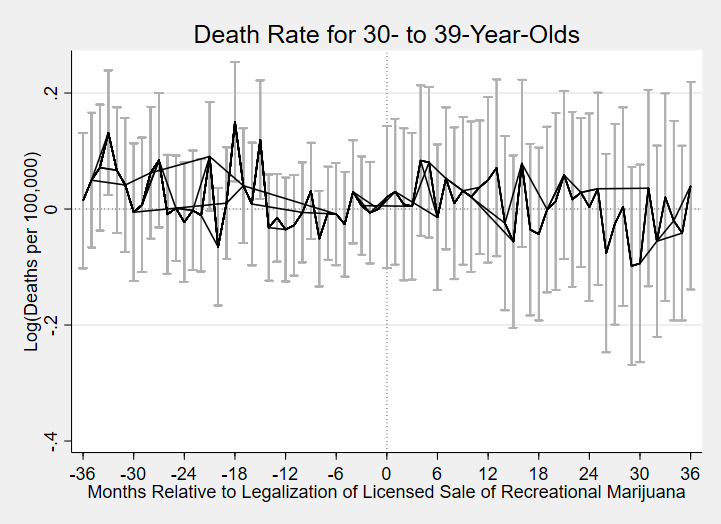 Death Rate for 30- to 39-Year-Olds
Log(Deaths per 100,000)
.2
0
-.2
-.4
-36 -30 -24 -18 -12 -6 0 6 12 18 24 30 36
Months Relative to Legalization of Licensed Sale of Recreational Marijuana